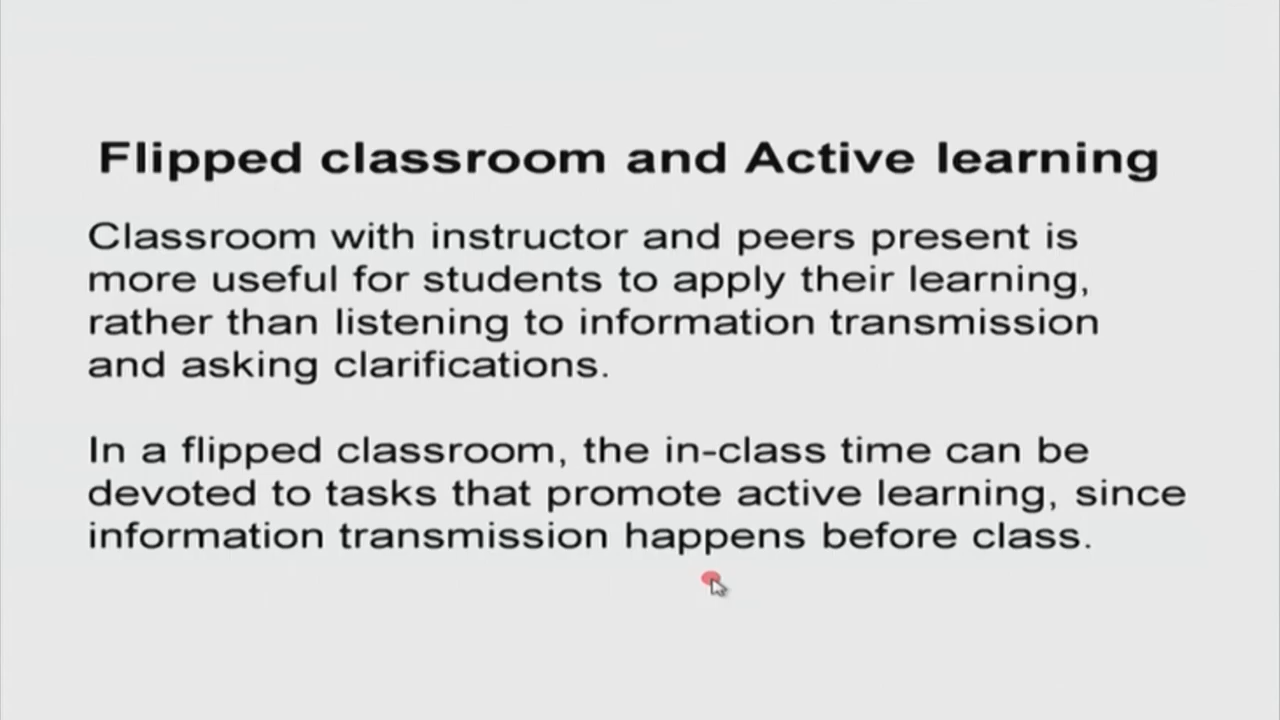 Flipped classroom and Active learning
Classroom with instructor and peers present is
more useful for students to apply their learning,
rather than listening to information transmission
and asking clarifications.
In a flipped classroom, the in-class time can be
devoted to tasks that promote active learning, since
information transmission happens before class.